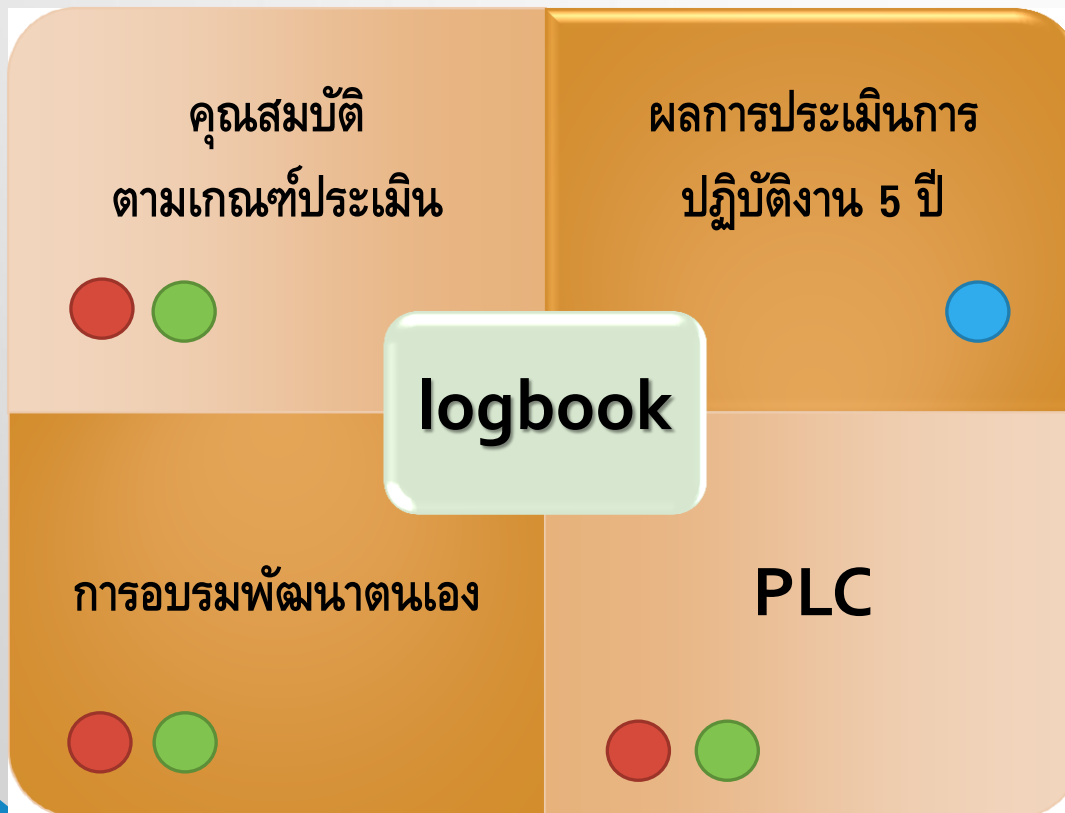 คุณสมบัติ
ตามเกณฑ์ประเมิน
ผลการประเมินการ
ปฏิบัติงาน 5 ปี
logbook
การอบรมพัฒนาตนเอง
PLC